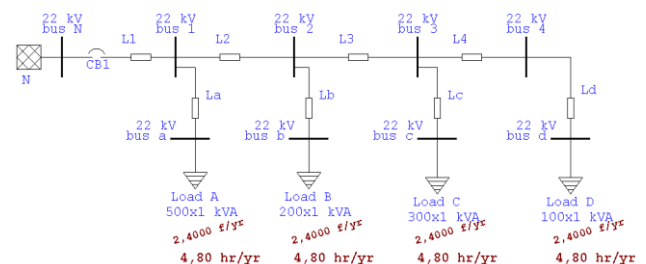 22 kV
bus N
22 kV
bus 1
22 kV
bus 2
22 kV
bus 3
22 kV
bus 4
L1
L2
L3
L4
N
CB1
La
Lb
Lc
Ld
22 kV
bus a
22 kV
bus b
22 kV
bus c
22 kV
bus d
Load A
500x1 kVA
2,4000 f/yr
4,80 hr/yr
Load B
200x1 kVA
2,4000 f/yr
4,80 hr/yr
Load C
300x1 kVA
2,4000 f/yr
4,80 hr/yr
Load D
100x1 kVA
2,4000 f/yr
4,80 hr/yr